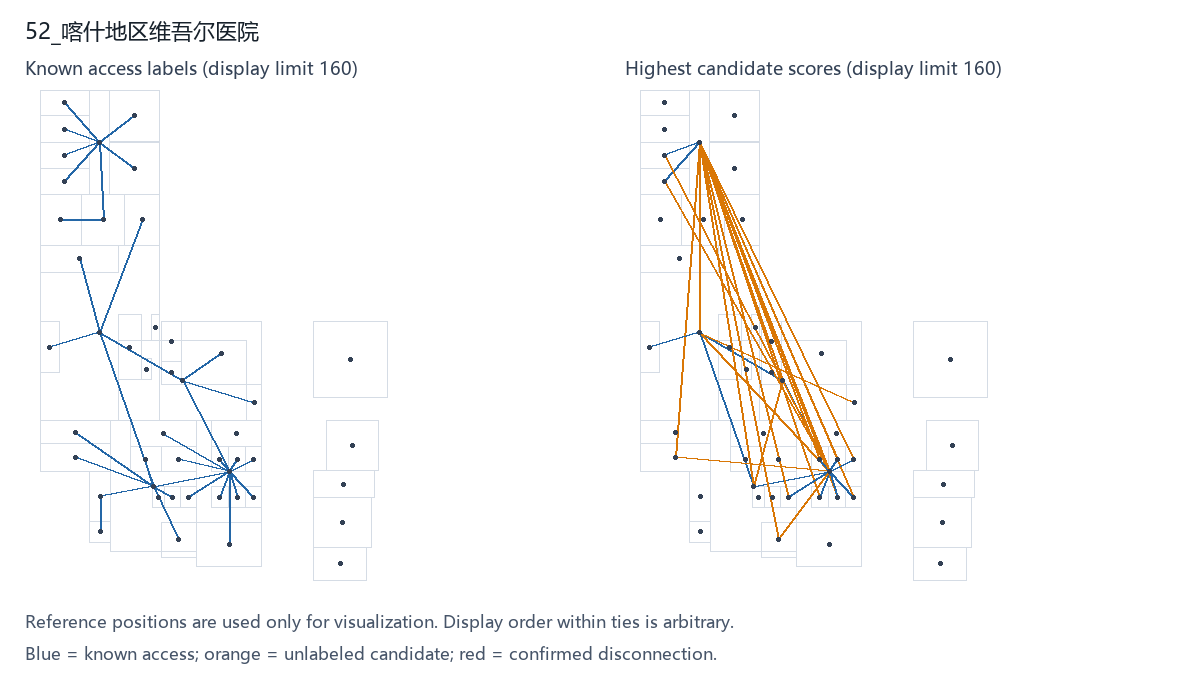 52_喀什地区维吾尔医院
Known access labels (display limit 160)
Highest candidate scores (display limit 160)
Reference positions are used only for visualization. Display order within ties is arbitrary.
Blue = known access; orange = unlabeled candidate; red = confirmed disconnection.